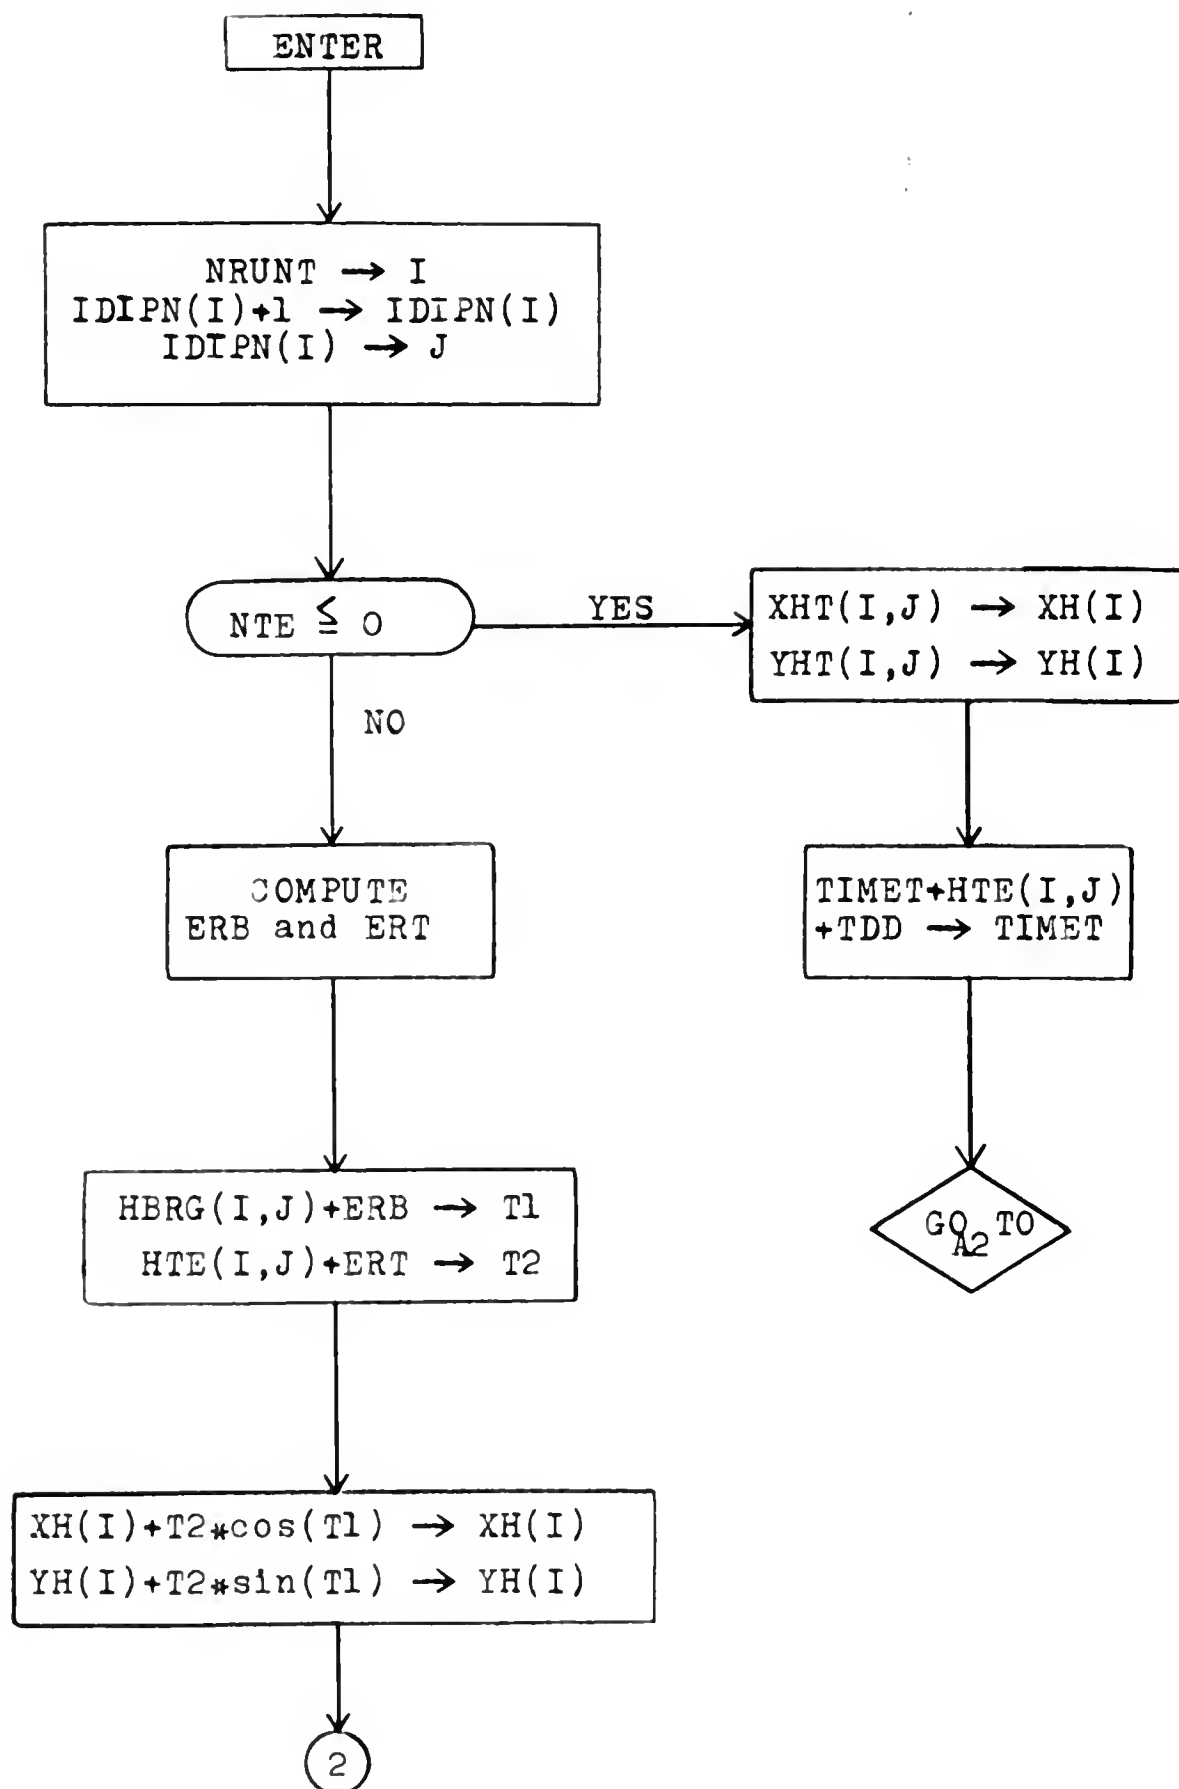 ENTER
NRUNT → I
IDIPN(I)+1 → IDIPN(I)
IDIPN(I) → J
NTE ≦ 0
YES
XHT(I,J) → XH(I)
YHT(I,J) → YH(I)
NO
TIMET+HTE(I,J)
+TDD → TIMET
COMPUTE
ERB and ERT
GO TO
A2
HBRG(I,J)+ERB → T1
HTE(I,J)+ERT → T2
XH(I)+T2*cos(T1) → XH(I)
YH(I)+T2*sin(T1) → YH(I)
2